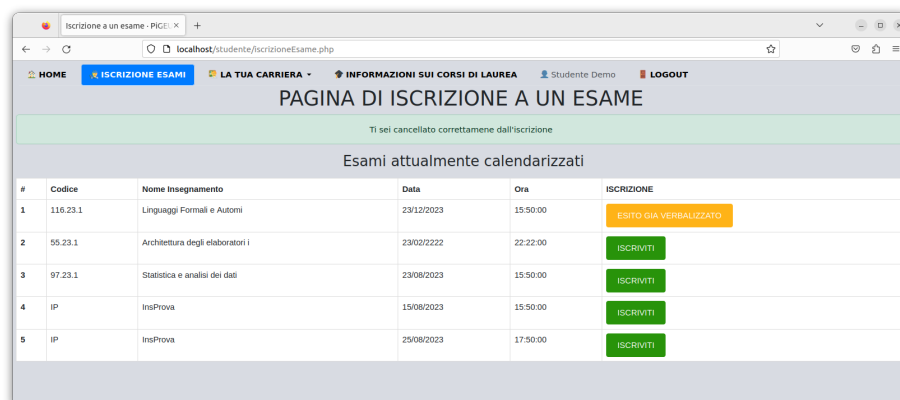 Iscrizione a un esame - PiGEL
localhost/studente/iscrizioneEsame.php
HOME ISCRIZIONE ESAMI LA TUA CARRIERA INFORMAZIONI SUI CORSI DI LAUREA Studente Demo LOGOUT
PAGINA DI ISCRIZIONE A UN ESAME
Ti sei cancellato correttamene dall'iscrizione
Esami attualmente calendarizzati
# Codice Nome Insegnamento Data Ora ISCRIZIONE
1 116.23.1 Linguaggi Formali e Automi 23/12/2023 15:50:00 ESITO GIA VERBALIZZATO
2 55.23.1 Architettura degli elaboratori i 23/02/2222 22:22:00 ISCRIVITI
3 97.23.1 Statistica e analisi dei dati 23/08/2023 15:50:00 ISCRIVITI
4 IP InsProva 15/08/2023 15:50:00 ISCRIVITI
5 IP InsProva 25/08/2023 17:50:00 ISCRIVITI